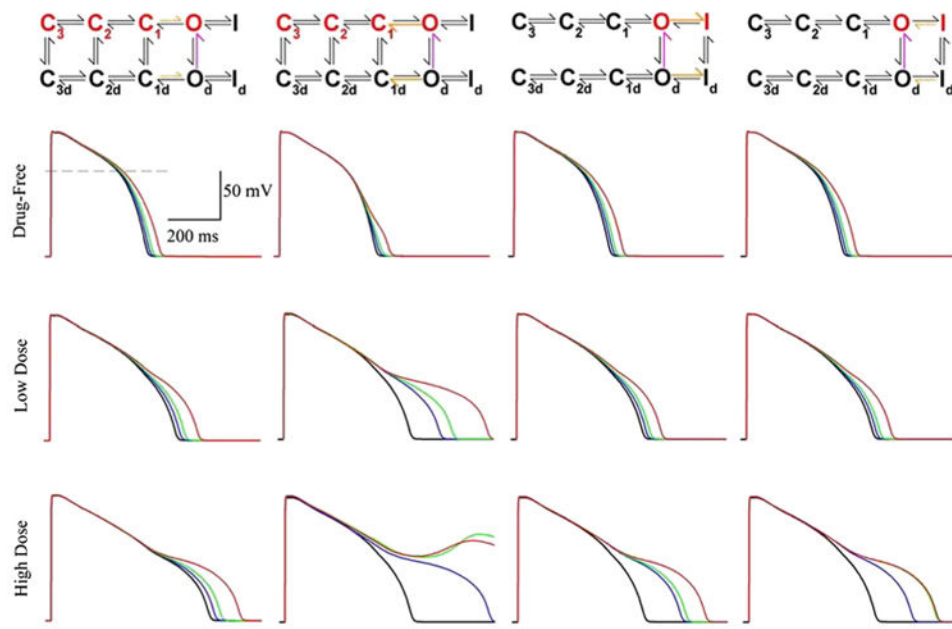 C3 C2 C1 O I
C3d C2d C1d Od Id
C3 C2 C1 O I
C3d C2d C1d Od Id
C3 C2 C1 O I
C3d C2d C1d Od Id
C3 C2 C1 O I
C3d C2d C1d Od Id
Drug-Free
50 mV
200 ms
Low Dose
High Dose